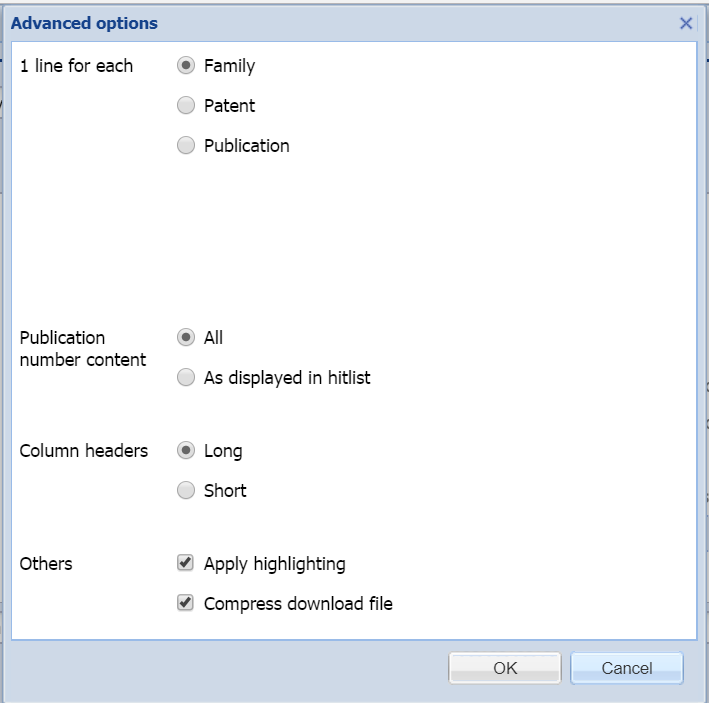 Advanced options
1 line for each
Family
Patent
Publication
Publication
number content
All
As displayed in hitlist
Column headers
Long
Short
Others
Apply highlighting
Compress download file
OK
Cancel